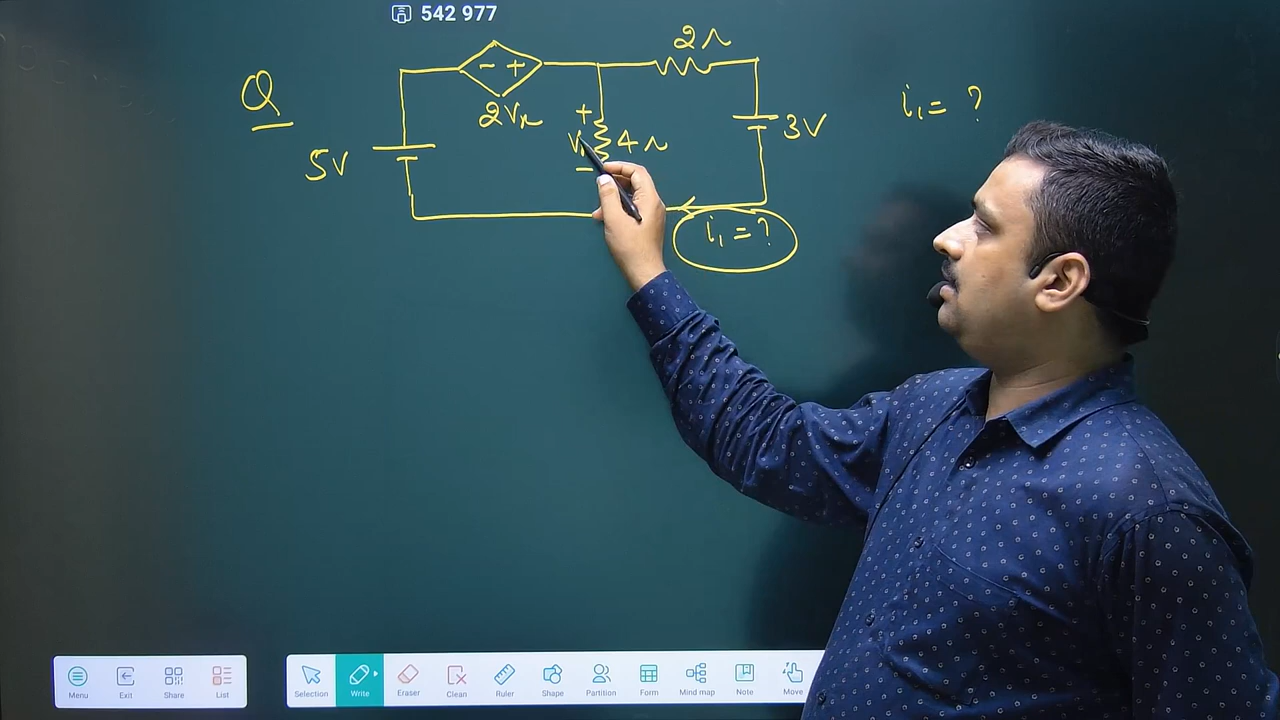 542 977
Q
- +
2Vx
2Ω
5V
+
V
-
4Ω
3V
i₁ = ?
i₁ = ?
Menu
Exit
Share
List
Selection
Write
Eraser
Clean
Ruler
Shape
Partition
Form
Mind map
Note
Move